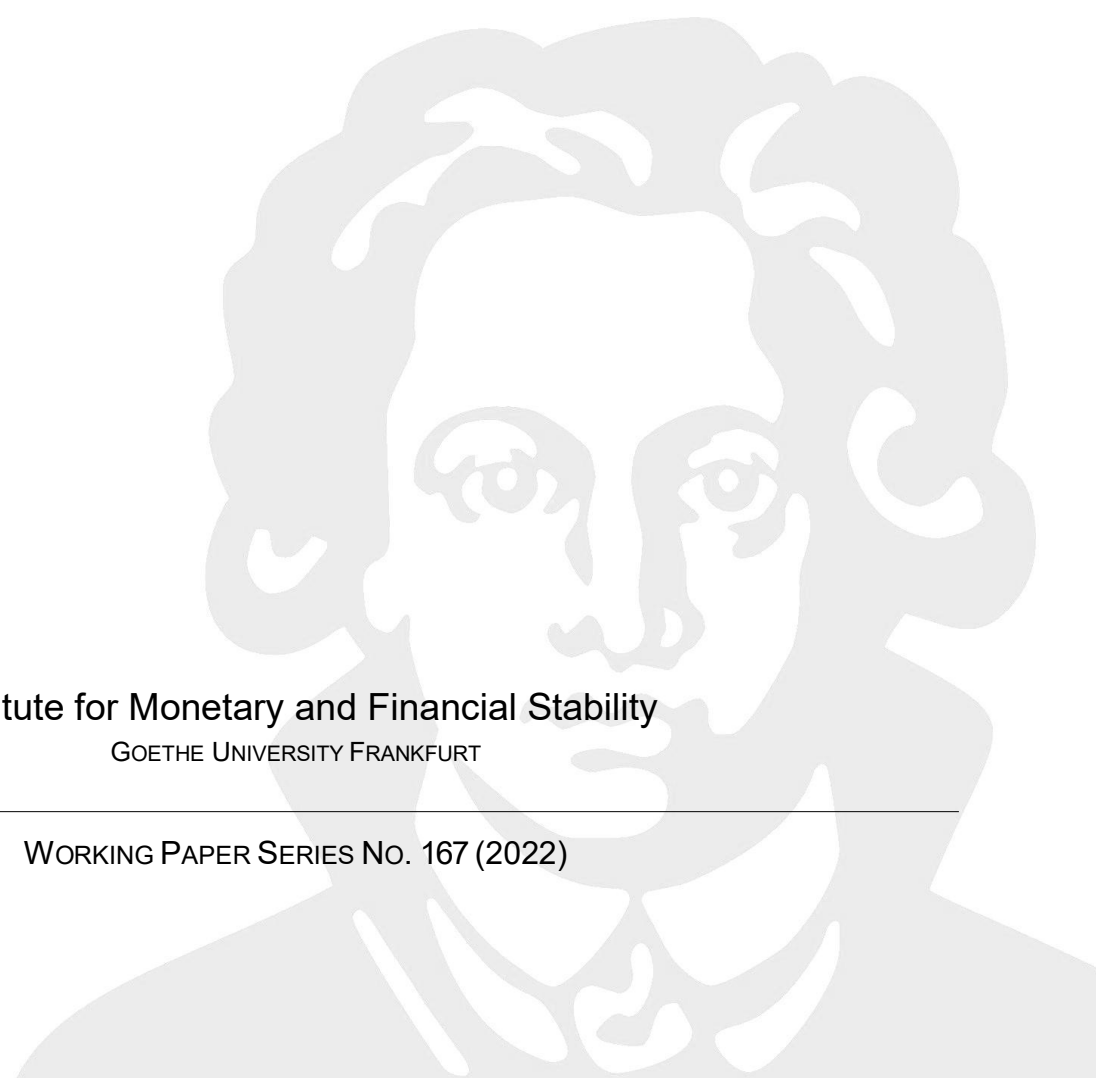 tute for Monetary and Financial Stability
GOETHE UNIVERSITY FRANKFURT
WORKING PAPER SERIES NO. 167 (2022)